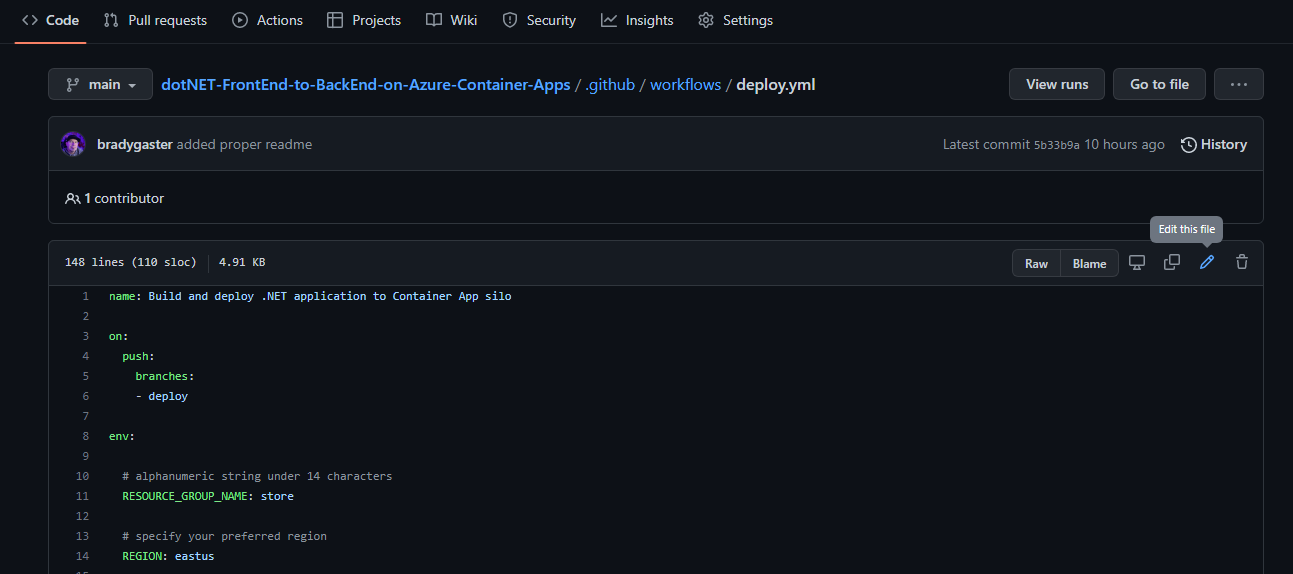 Code Pull requests Actions Projects Wiki Security Insights Settings
main dotNET-FrontEnd-to-BackEnd-on-Azure-Container-Apps / .github / workflows / deploy.yml View runs Go to file ...
bradygaster added proper readme Latest commit 5b33b9a 10 hours ago History
1 contributor
Edit this file
148 lines (110 sloc) 4.91 KB Raw Blame
1 name: Build and deploy .NET application to Container App silo
2
3 on:
4 push:
5 branches:
6 - deploy
7
8 env:
9
10 # alphanumeric string under 14 characters
11 RESOURCE_GROUP_NAME: store
12
13 # specify your preferred region
14 REGION: eastus